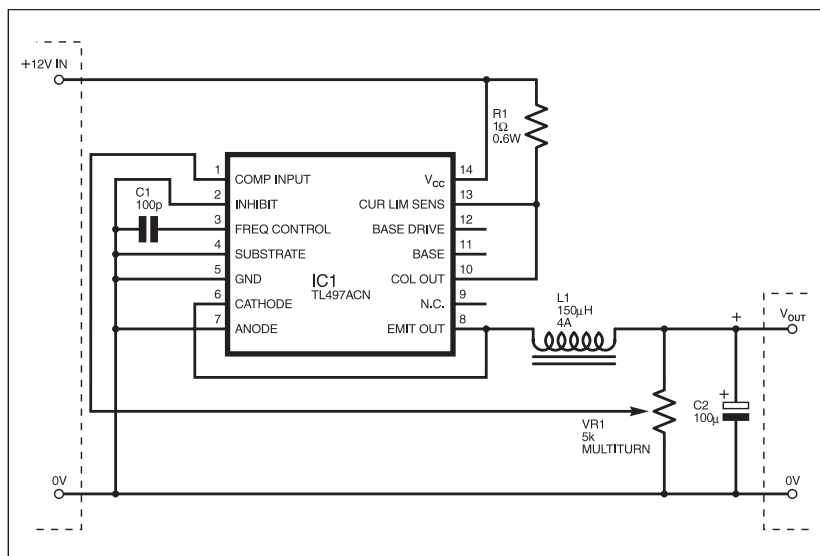 +12V IN
R1
1Ω
0.6W
1
COMP INPUT
2
INHIBIT
3
FREQ CONTROL
4
SUBSTRATE
5
GND
6
CATHODE
7
ANODE
C1
100p
IC1
TL497ACN
14
VCC
13
CUR LIM SENS
12
BASE DRIVE
11
BASE
10
COL OUT
9
N.C.
8
EMIT OUT
L1
150µH
4A
+
VOUT
VR1
5k
MULTITURN
+
C2
100µ
0V
0V